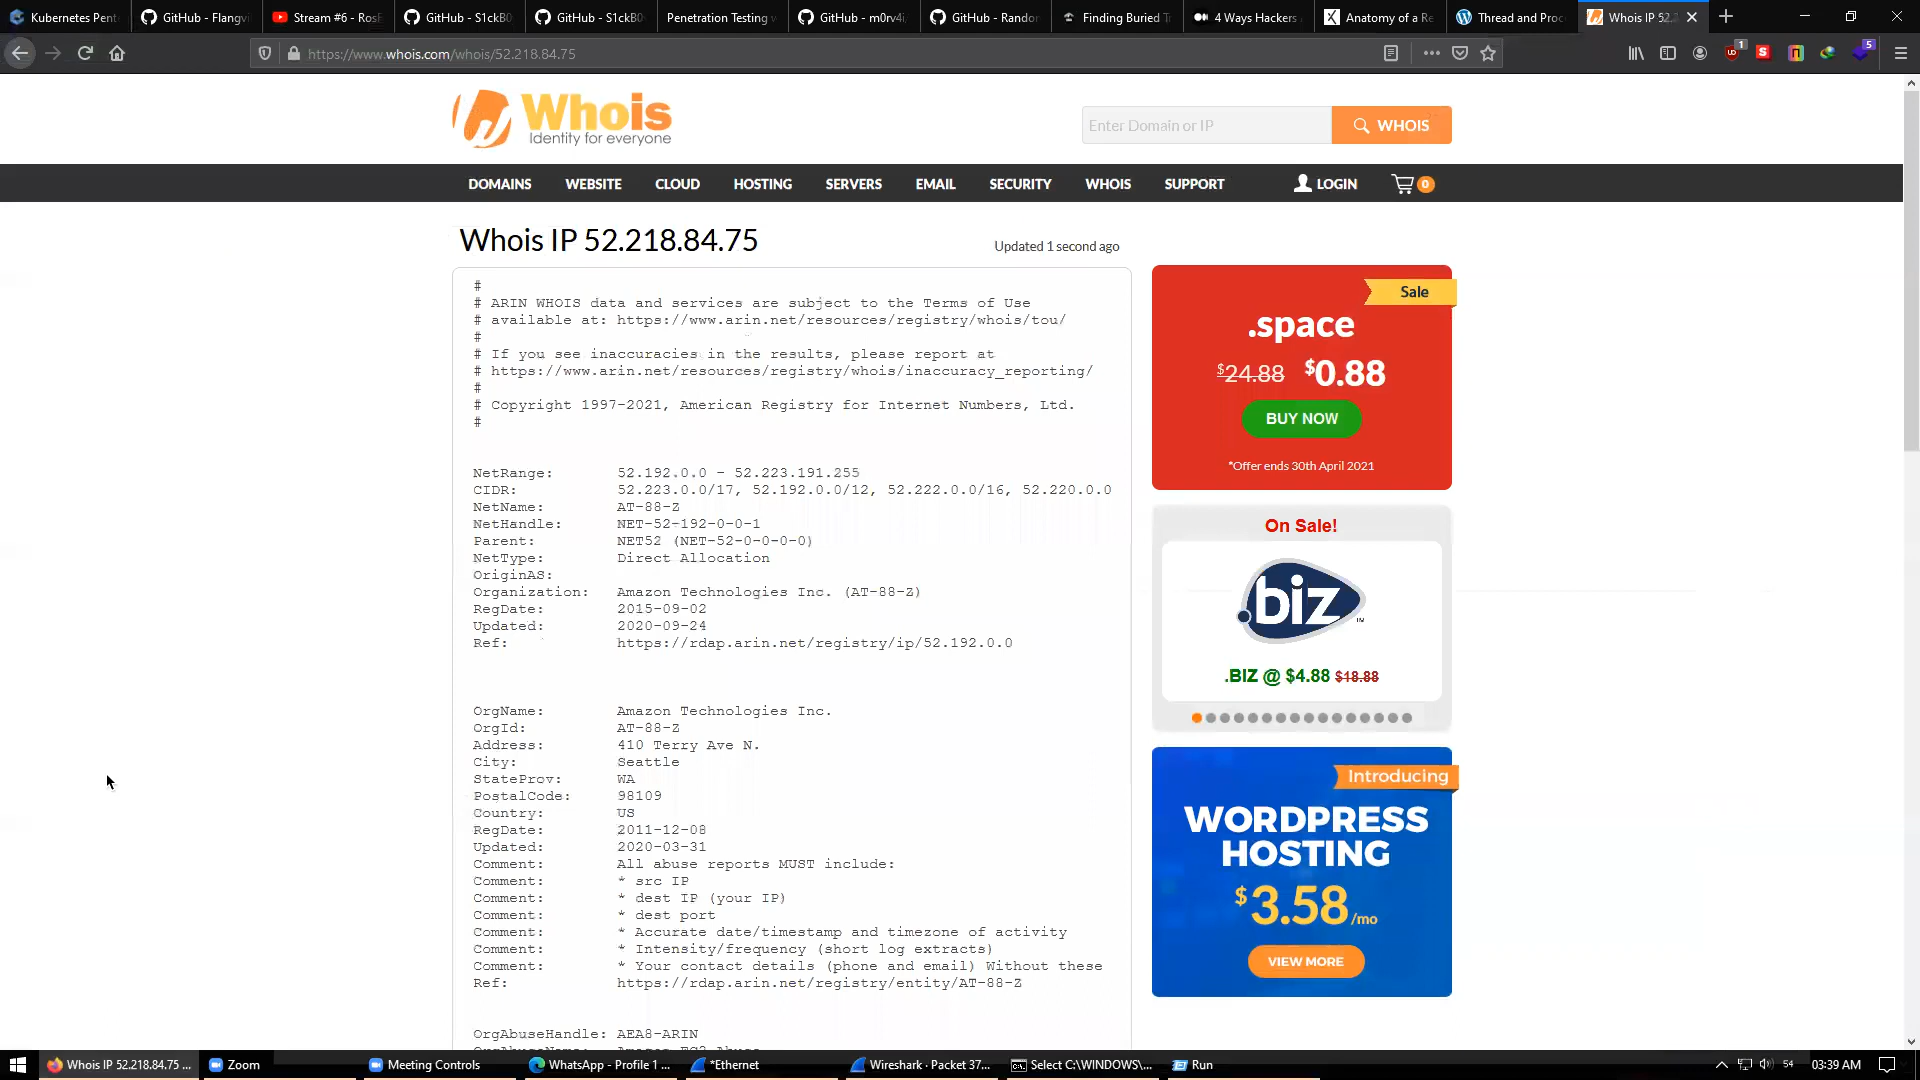 Kubernetes Pent
GitHub - Flangvi
Stream #6 - RosE
GitHub - S1ckB0
GitHub - S1ckB0
Penetration Testing w
GitHub - m0rv4i
GitHub - Rando
Finding Buried T
4 Ways Hackers
Anatomy of a Re
Thread and Proc
Whois IP 52.2
https://www.whois.com/whois/52.218.84.75
1
5
Whois
Identity for everyone
Enter Domain or IP
WHOIS
DOMAINS WEBSITE CLOUD HOSTING SERVERS EMAIL SECURITY WHOIS SUPPORT LOGIN 0
Whois IP 52.218.84.75
Updated 1 second ago
#
# ARIN WHOIS data and services are subject to the Terms of Use
# available at: https://www.arin.net/resources/registry/whois/tou/
#
# If you see inaccuracies in the results, please report at
# https://www.arin.net/resources/registry/whois/inaccuracy_reporting/
#
# Copyright 1997-2021, American Registry for Internet Numbers, Ltd.
#
NetRange: 52.192.0.0 - 52.223.191.255
CIDR: 52.223.0.0/17, 52.192.0.0/12, 52.222.0.0/16, 52.220.0.0
NetName: AT-88-Z
NetHandle: NET-52-192-0-0-1
Parent: NET52 (NET-52-0-0-0-0)
NetType: Direct Allocation
OriginAS:
Organization: Amazon Technologies Inc. (AT-88-Z)
RegDate: 2015-09-02
Updated: 2020-09-24
Ref: https://rdap.arin.net/registry/ip/52.192.0.0
OrgName: Amazon Technologies Inc.
OrgId: AT-88-Z
Address: 410 Terry Ave N.
City: Seattle
StateProv: WA
PostalCode: 98109
Country: US
RegDate: 2011-12-08
Updated: 2020-03-31
Comment: All abuse reports MUST include:
Comment: * src IP
Comment: * dest IP (your IP)
Comment: * dest port
Comment: * Accurate date/timestamp and timezone of activity
Comment: * Intensity/frequency (short log extracts)
Comment: * Your contact details (phone and email) Without these
Ref: https://rdap.arin.net/registry/entity/AT-88-Z
OrgAbuseHandle: AEA8-ARIN
Sale
.space
$24.88 $0.88
BUY NOW
*Offer ends 30th April 2021
On Sale!
.biz
.BIZ @ $4.88 $18.88
Introducing
WORDPRESS
HOSTING
$3.58/mo
VIEW MORE
Whois IP 52.218.84.75 ...
Zoom
Meeting Controls
WhatsApp - Profile 1 ...
*Ethernet
Wireshark · Packet 37...
Select C:\WINDOWS\...
Run
54
03:39 AM